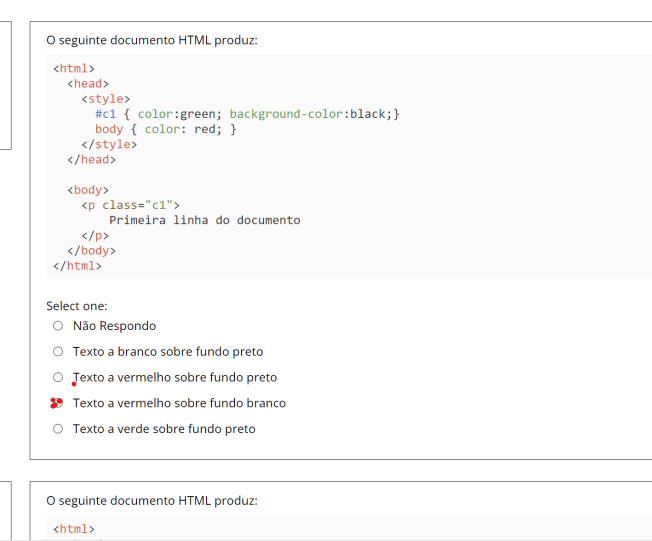 O seguinte documento HTML produz:
<html>
<head>
<style>
#c1 { color:green; background-color:black;}
body { color: red; }
</style>
</head>
<body>
<p class="c1">
Primeira linha do documento
</p>
</body>
</html>
Select one:
Não Respondo
Texto a branco sobre fundo preto
Texto a vermelho sobre fundo preto
Texto a vermelho sobre fundo branco
Texto a verde sobre fundo preto
O seguinte documento HTML produz:
<html>